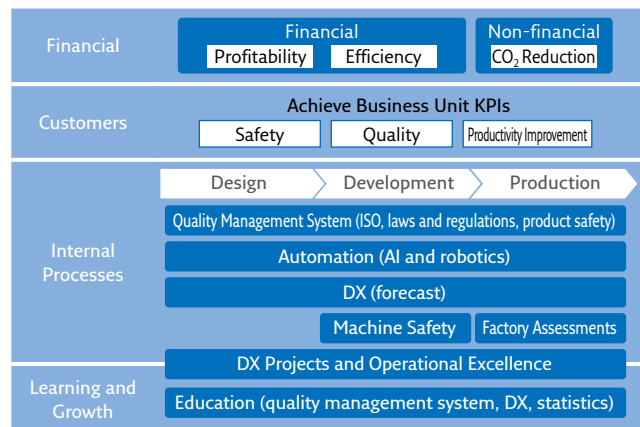 Financial
Financial
Profitability
Efficiency
Non-financial
CO₂ Reduction
Customers
Achieve Business Unit KPIs
Safety
Quality
Productivity Improvement
Internal
Processes
Design
Development
Production
Quality Management System (ISO, laws and regulations, product safety)
Automation (AI and robotics)
DX (forecast)
Machine Safety
Factory Assessments
DX Projects and Operational Excellence
Learning and
Growth
Education (quality management system, DX, statistics)